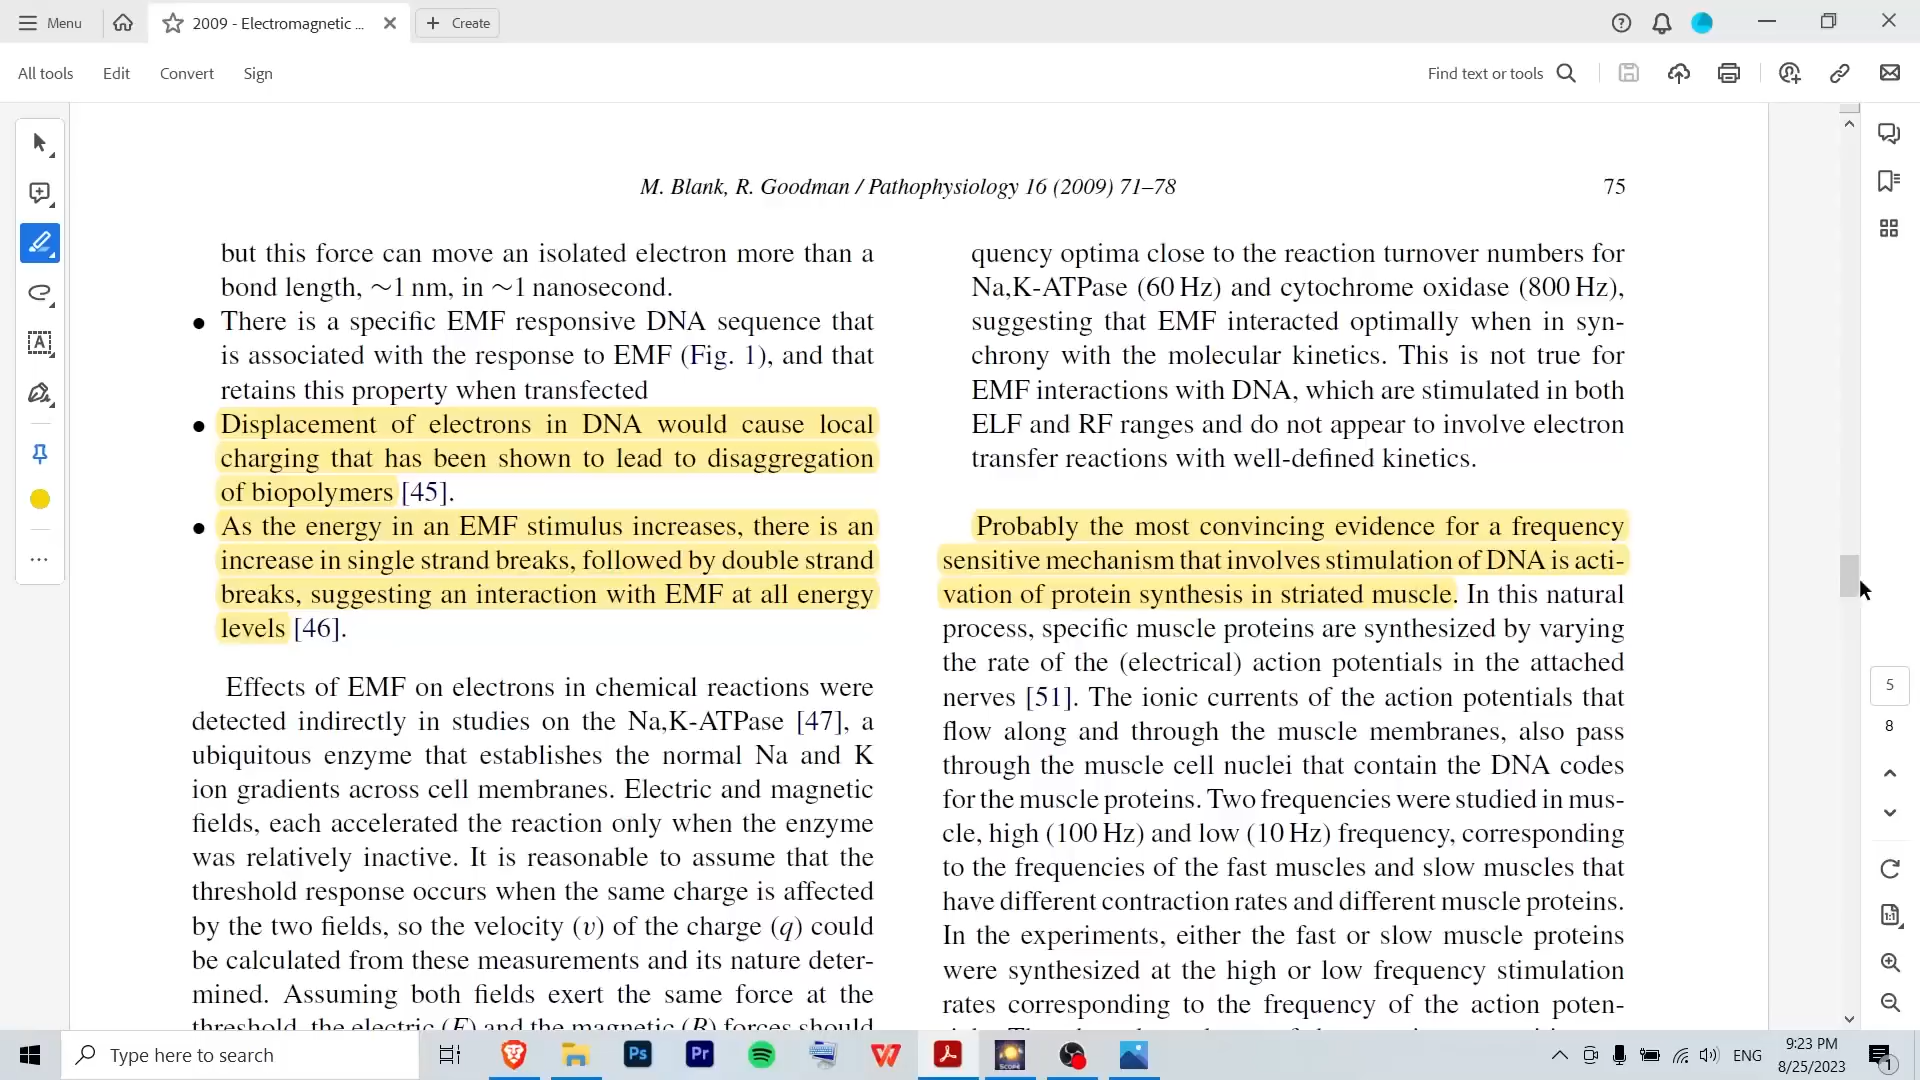 Menu
2009 - Electromagnetic ...
Create
All tools
Edit
Convert
Sign
Find text or tools
M. Blank, R. Goodman / Pathophysiology 16 (2009) 71–78
75
but this force can move an isolated electron more than a
bond length, ∼1 nm, in ∼1 nanosecond.
● There is a specific EMF responsive DNA sequence that
is associated with the response to EMF (Fig. 1), and that
retains this property when transfected
● Displacement of electrons in DNA would cause local
charging that has been shown to lead to disaggregation
of biopolymers [45].
● As the energy in an EMF stimulus increases, there is an
increase in single strand breaks, followed by double strand
breaks, suggesting an interaction with EMF at all energy
levels [46].
Effects of EMF on electrons in chemical reactions were
detected indirectly in studies on the Na,K-ATPase [47], a
ubiquitous enzyme that establishes the normal Na and K
ion gradients across cell membranes. Electric and magnetic
fields, each accelerated the reaction only when the enzyme
was relatively inactive. It is reasonable to assume that the
threshold response occurs when the same charge is affected
by the two fields, so the velocity (v) of the charge (q) could
be calculated from these measurements and its nature deter-
mined. Assuming both fields exert the same force at the
threshold, the electric (E) and the magnetic (B) forces should
quency optima close to the reaction turnover numbers for
Na,K-ATPase (60 Hz) and cytochrome oxidase (800 Hz),
suggesting that EMF interacted optimally when in syn-
chrony with the molecular kinetics. This is not true for
EMF interactions with DNA, which are stimulated in both
ELF and RF ranges and do not appear to involve electron
transfer reactions with well-defined kinetics.
Probably the most convincing evidence for a frequency
sensitive mechanism that involves stimulation of DNA is acti-
vation of protein synthesis in striated muscle. In this natural
process, specific muscle proteins are synthesized by varying
the rate of the (electrical) action potentials in the attached
nerves [51]. The ionic currents of the action potentials that
flow along and through the muscle membranes, also pass
through the muscle cell nuclei that contain the DNA codes
for the muscle proteins. Two frequencies were studied in mus-
cle, high (100 Hz) and low (10 Hz) frequency, corresponding
to the frequencies of the fast muscles and slow muscles that
have different contraction rates and different muscle proteins.
In the experiments, either the fast or slow muscle proteins
were synthesized at the high or low frequency stimulation
rates corresponding to the frequency of the action poten-
5
8
Type here to search
Ps
Pr
SCOPE
ENG
9:23 PM
8/25/2023
1